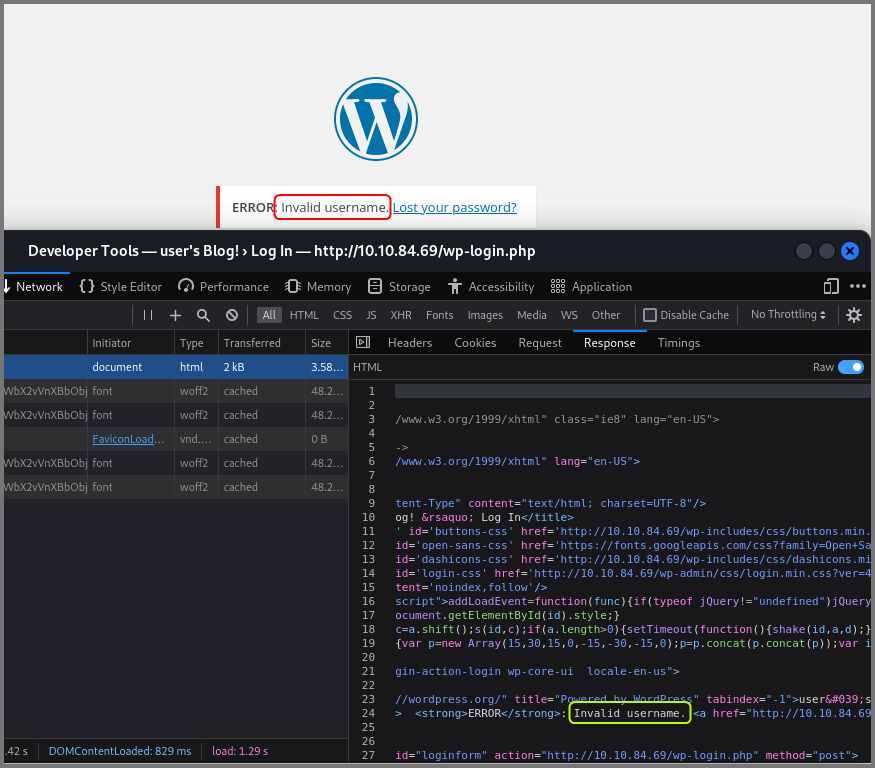 ERROR: Invalid username. Lost your password?
Developer Tools — user's Blog! › Log In — http://10.10.84.69/wp-login.php
Network {} Style Editor Performance Memory Storage Accessibility Application
All HTML CSS JS XHR Fonts Images Media WS Other Disable Cache No Throttling
Initiator Type Transferred Size
Headers Cookies Request Response Timings
document html 2 kB 3.58...
HTML Raw
WbX2vVnXBbObj font woff2 cached 48.2...
WbX2vVnXBbObj font woff2 cached 48.2...
FaviconLoad... vnd.... cached 0 B
WbX2vVnXBbObj font woff2 cached 48.2...
WbX2vVnXBbObj font woff2 cached 48.2...
1
2
3 /www.w3.org/1999/xhtml" class="ie8" lang="en-US">
4
5 ->
6 /www.w3.org/1999/xhtml" lang="en-US">
7
8
9 tent-Type" content="text/html; charset=UTF-8"/>
10 og! &rsaquo; Log In</title>
11 ' id='buttons-css' href='http://10.10.84.69/wp-includes/css/buttons.min.
12 id='open-sans-css' href='https://fonts.googleapis.com/css?family=Open+Sa
13 id='dashicons-css' href='http://10.10.84.69/wp-includes/css/dashicons.mi
14 id='login-css' href='http://10.10.84.69/wp-admin/css/login.min.css?ver=4
15 tent='noindex,follow'/>
16 script">addLoadEvent=function(func){if(typeof jQuery!="undefined")jQuery
17 ocument.getElementById(id).style;}
18 c=a.shift();s(id,c);if(a.length>0){setTimeout(function(){shake(id,a,d);}
19 {var p=new Array(15,30,15,0,-15,-30,-15,0);p=p.concat(p.concat(p));var i
20
21 gin-action-login wp-core-ui  locale-en-us">
22
23 //wordpress.org/" title="Powered by WordPress" tabindex="-1">user&#039;s
24 >  <strong>ERROR</strong>: Invalid username. <a href="http://10.10.84.69
25
26
27 id="loginform" action="http://10.10.84.69/wp-login.php" method="post">
.42 s DOMContentLoaded: 829 ms load: 1.29 s